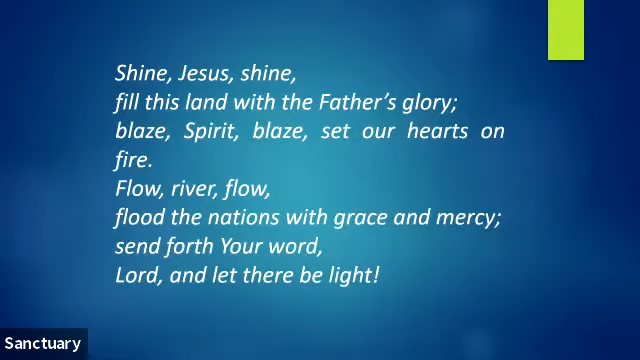 Shine, Jesus, shine,
fill this land with the Father's glory;
blaze, Spirit, blaze, set our hearts on
fire.
Flow, river, flow,
flood the nations with grace and mercy;
send forth Your word,
Lord, and let there be light!
Sanctuary